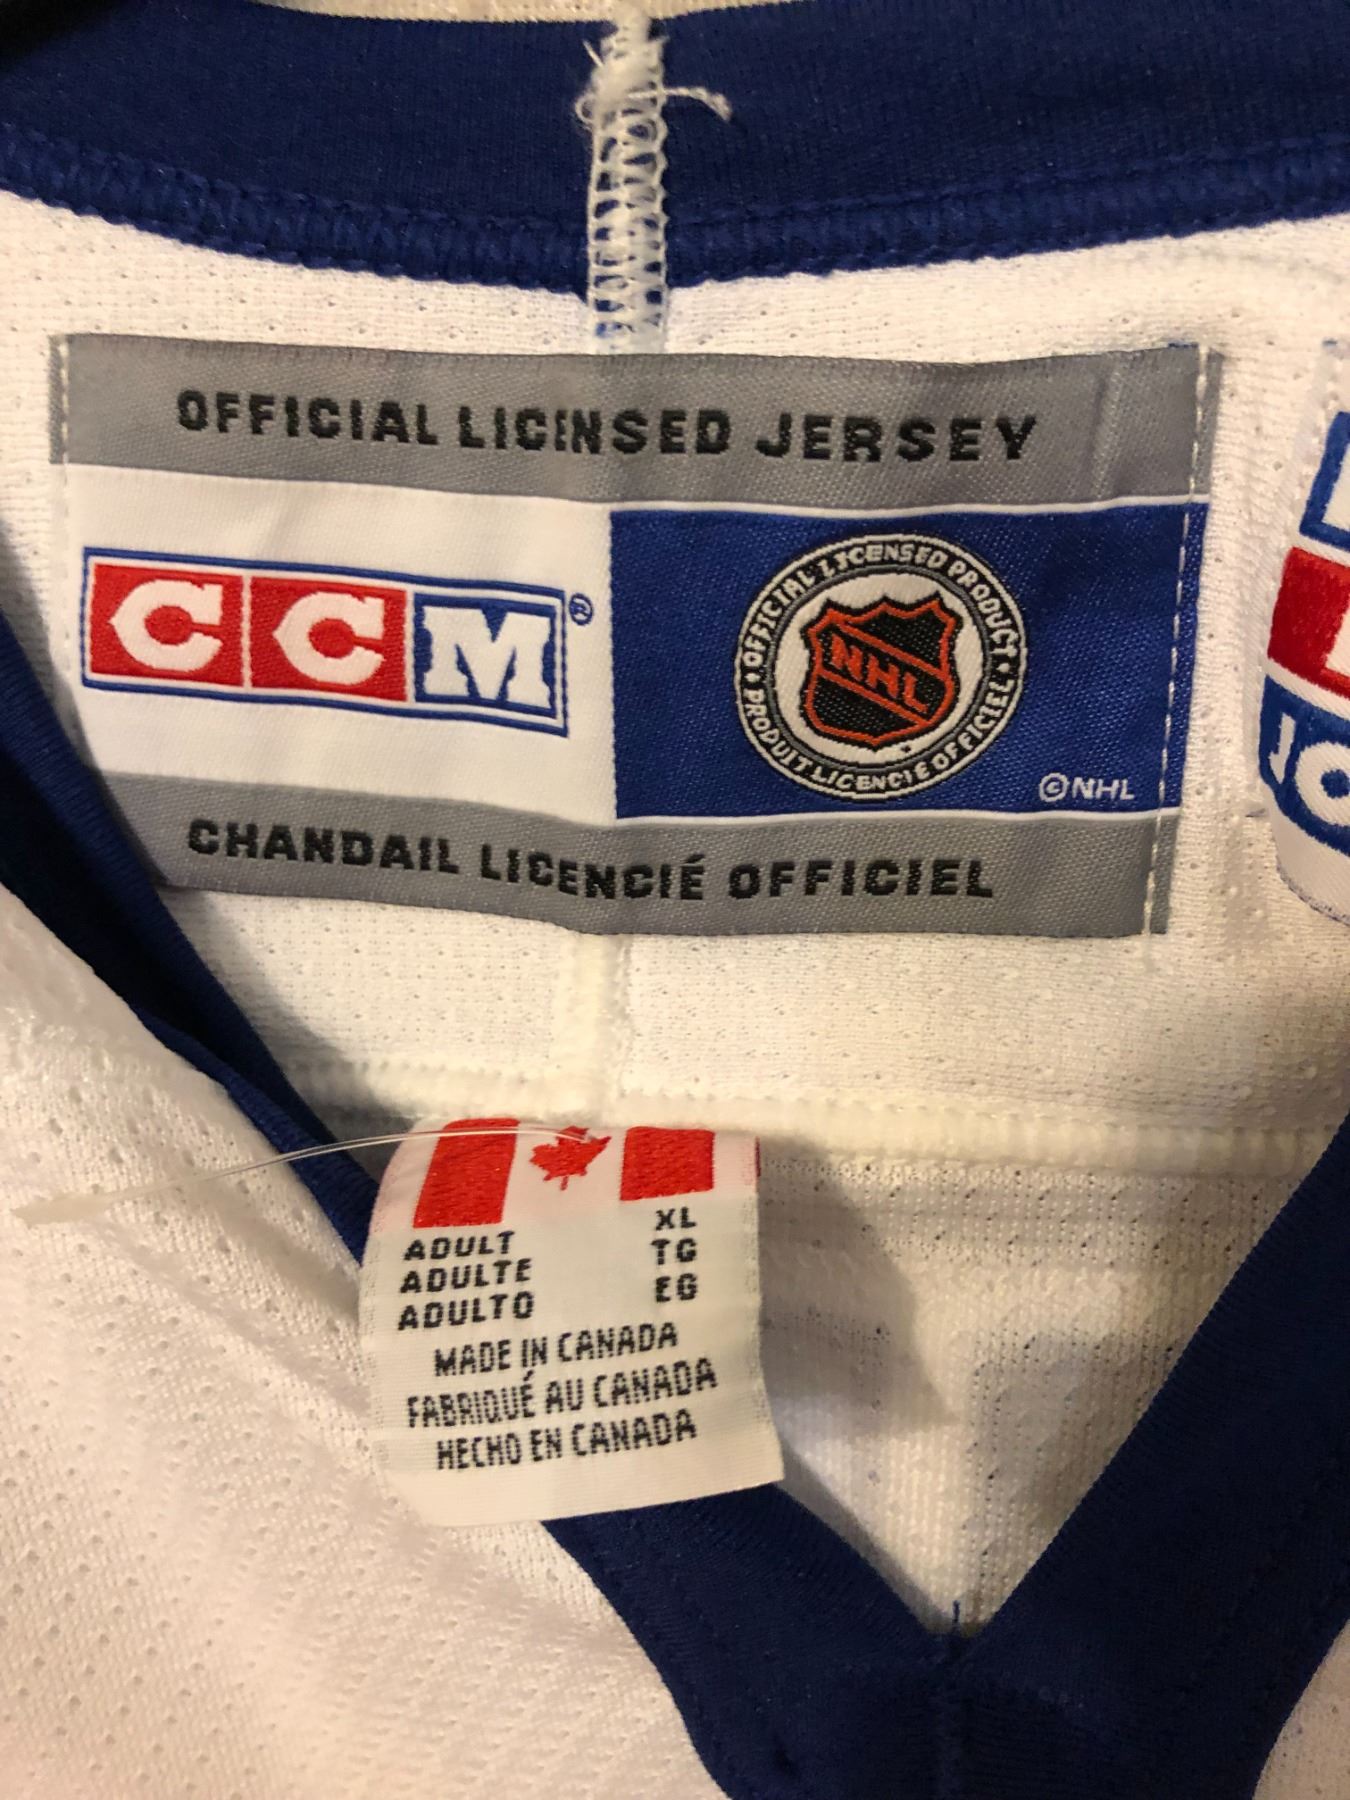 OFFICIAL LICENSED JERSEY
CCM®
OFFICIAL LICENSED PRODUCT
NHL
PRODUIT LICENCIÉ OFFICIEL
©NHL
CHANDAIL LICENCIÉ OFFICIEL
ADULT XL
ADULTE TG
ADULTO EG
MADE IN CANADA
FABRIQUÉ AU CANADA
HECHO EN CANADA